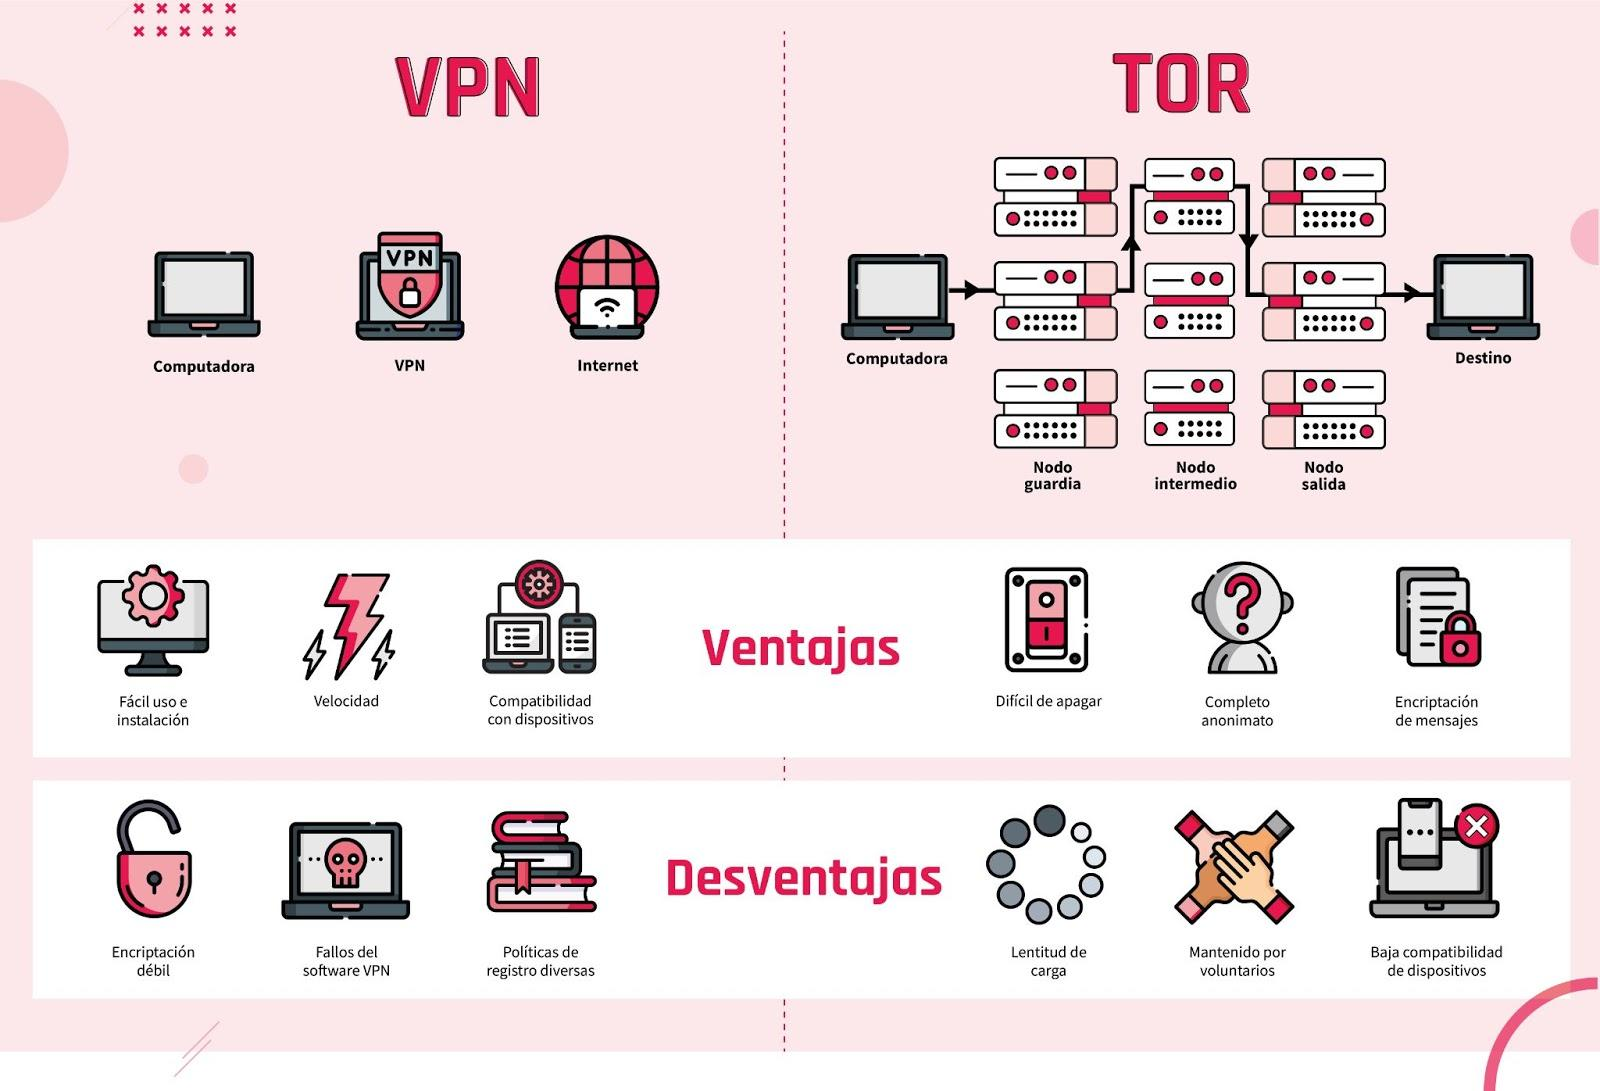 VPN
TOR
VPN
Computadora
VPN
Internet
Computadora
Destino
Nodo
guardia
Nodo
intermedio
Nodo
salida
Fácil uso e
instalación
Velocidad
Compatibilidad
con dispositivos
Ventajas
Difícil de apagar
Completo
anonimato
Encriptación
de mensajes
Encriptación
débil
Fallos del
software VPN
Políticas de
registro diversas
Desventajas
Lentitud de
carga
Mantenido por
voluntarios
Baja compatibilidad
de dispositivos